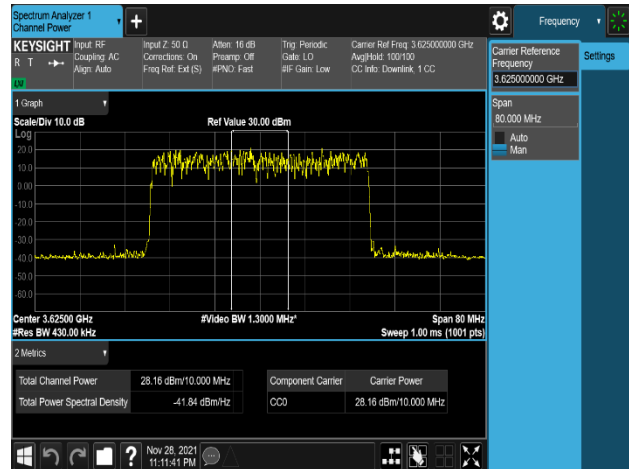 Spectrum Analyzer 1
Channel Power
+
Frequency
KEYSIGHT
R T
LXI
Input: RF
Coupling: AC
Align: Auto
Input Z: 50 Ω
Corrections: On
Freq Ref: Ext (S)
Atten: 16 dB
Preamp: Off
#PNO: Fast
Trig: Periodic
Gate: LO
#IF Gain: Low
Carrier Ref Freq: 3.625000000 GHz
Avg|Hold: 100/100
CC Info: Downlink, 1 CC
Carrier Reference
Frequency
3.625000000 GHz
Span
80.000 MHz
Auto
Man
Settings
1 Graph
Scale/Div 10.0 dB
Ref Value 30.00 dBm
Log
20.0
10.0
0.00
-10.0
-20.0
-30.0
-40.0
-50.0
-60.0
Center 3.62500 GHz
#Video BW 1.3000 MHz*
Span 80 MHz
#Res BW 430.00 kHz
Sweep 1.00 ms (1001 pts)
2 Metrics
Total Channel Power 28.16 dBm/10.000 MHz
Total Power Spectral Density -41.84 dBm/Hz
Component Carrier Carrier Power
CC0 28.16 dBm/10.000 MHz
?
Nov 28, 2021
11:11:41 PM